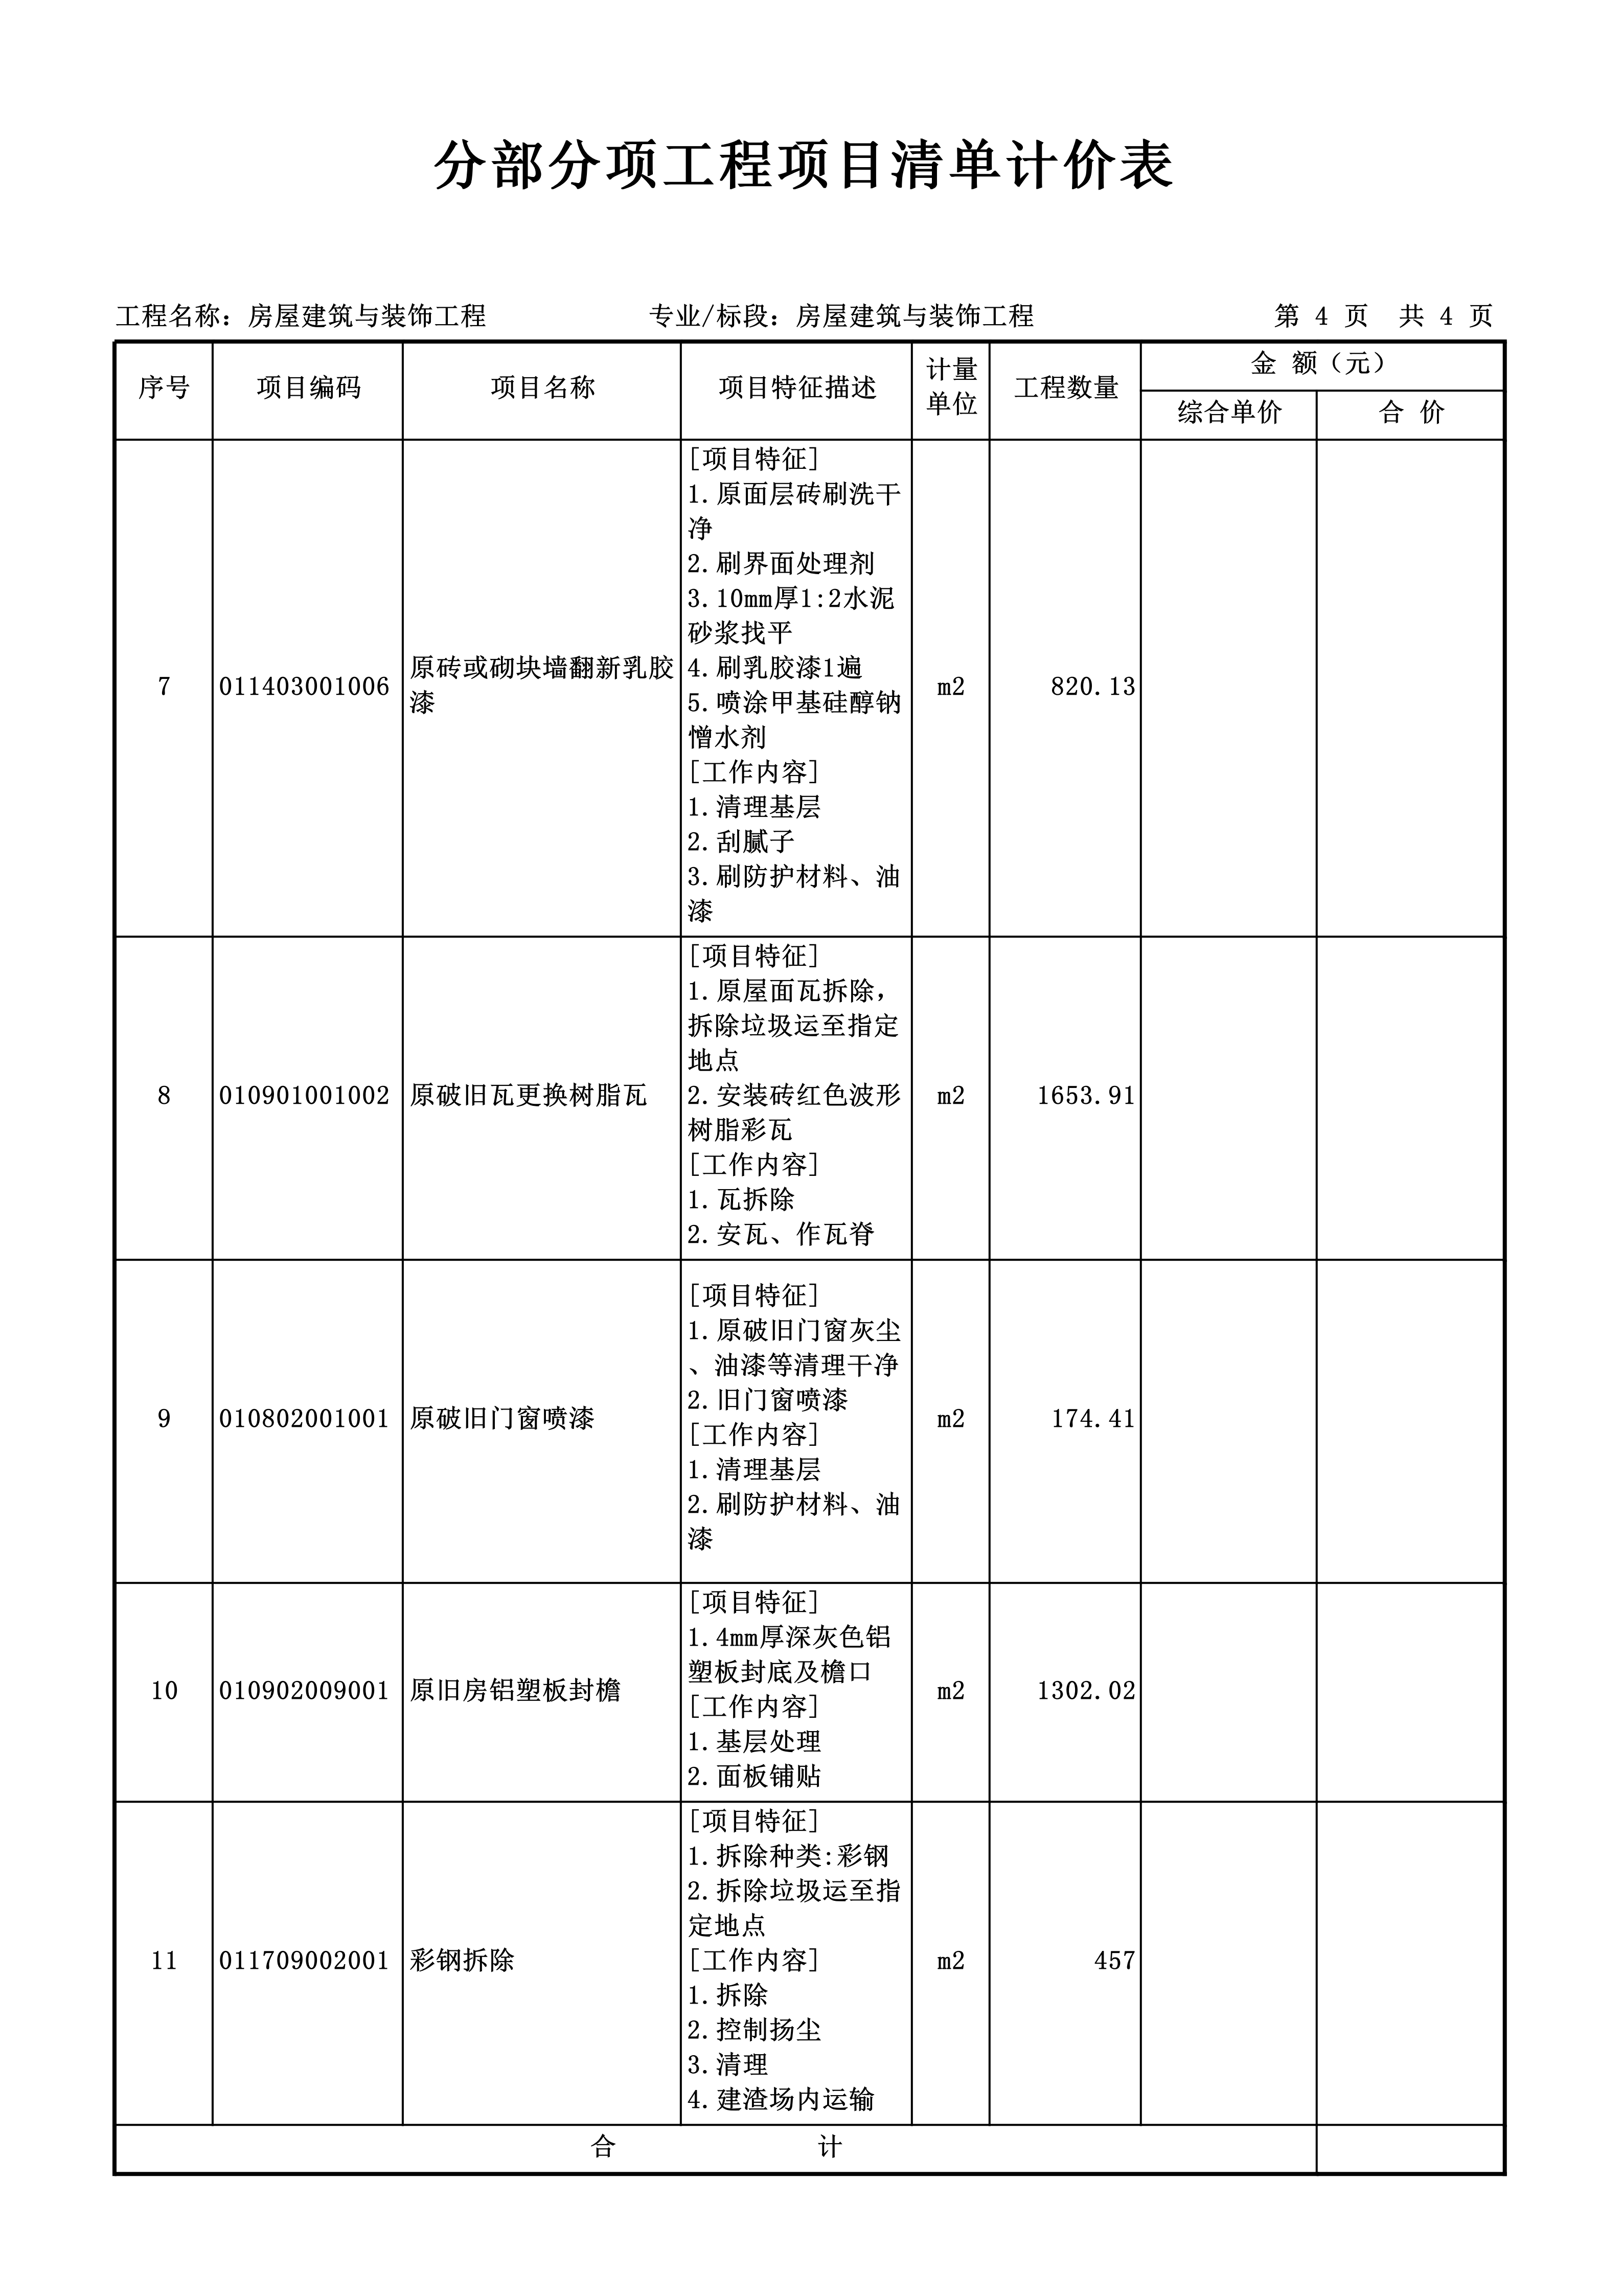 分部分项工程项目清单计价表
工程名称：房屋建筑与装饰工程 专业/标段：房屋建筑与装饰工程 第 4 页 共 4 页
序号 项目编码 项目名称 项目特征描述 计量单位 工程数量 金 额（元）
综合单价 合 价
7 011403001006 原砖或砌块墙翻新乳胶漆
[项目特征]
1.原面层砖刷洗干
净
2.刷界面处理剂
3.10mm厚1:2水泥
砂浆找平
4.刷乳胶漆1遍
5.喷涂甲基硅醇钠
憎水剂
[工作内容]
1.清理基层
2.刮腻子
3.刷防护材料、油
漆
m2 820.13
8 010901001002 原破旧瓦更换树脂瓦
[项目特征]
1.原屋面瓦拆除，
拆除垃圾运至指定
地点
2.安装砖红色波形
树脂彩瓦
[工作内容]
1.瓦拆除
2.安瓦、作瓦脊
m2 1653.91
9 010802001001 原破旧门窗喷漆
[项目特征]
1.原破旧门窗灰尘
、油漆等清理干净
2.旧门窗喷漆
[工作内容]
1.清理基层
2.刷防护材料、油
漆
m2 174.41
10 010902009001 原旧房铝塑板封檐
[项目特征]
1.4mm厚深灰色铝
塑板封底及檐口
[工作内容]
1.基层处理
2.面板铺贴
m2 1302.02
11 011709002001 彩钢拆除
[项目特征]
1.拆除种类:彩钢
2.拆除垃圾运至指
定地点
[工作内容]
1.拆除
2.控制扬尘
3.清理
4.建渣场内运输
m2 457
合 计